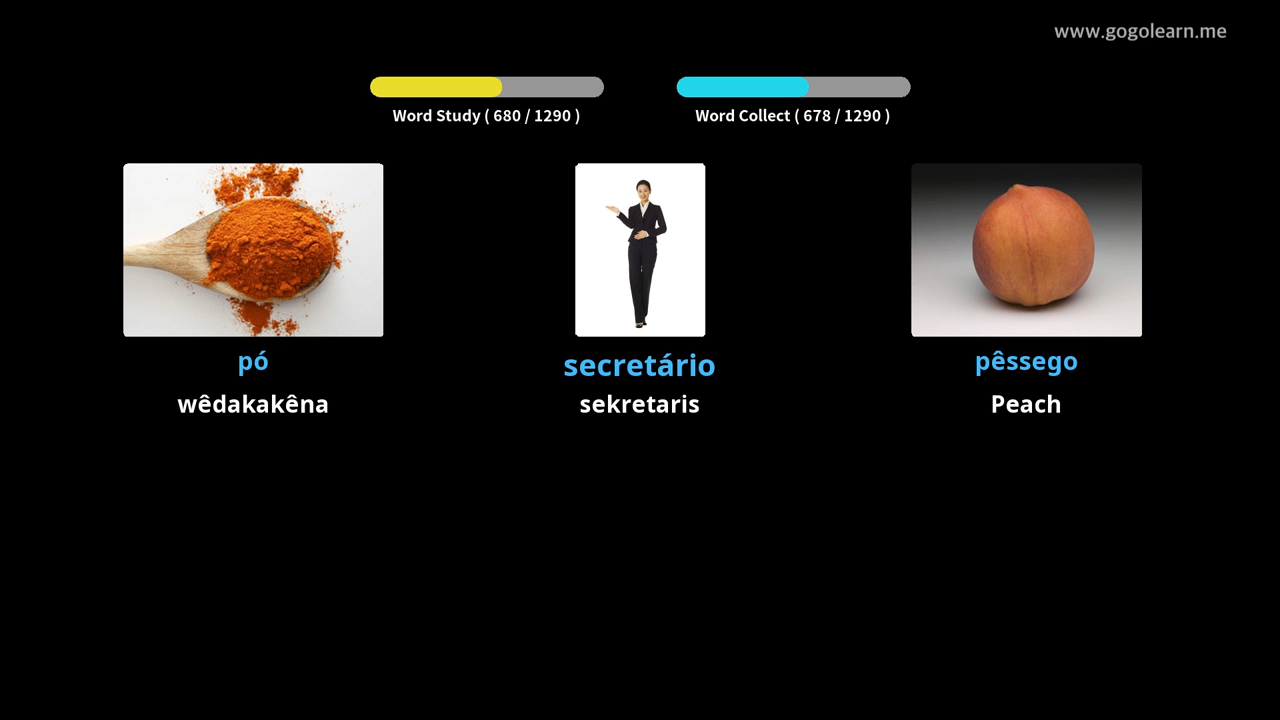 www.gogolearn.me
Word Study ( 680 / 1290 )
Word Collect ( 678 / 1290 )
pó
wêdakakêna
secretário
sekretaris
pêssego
Peach